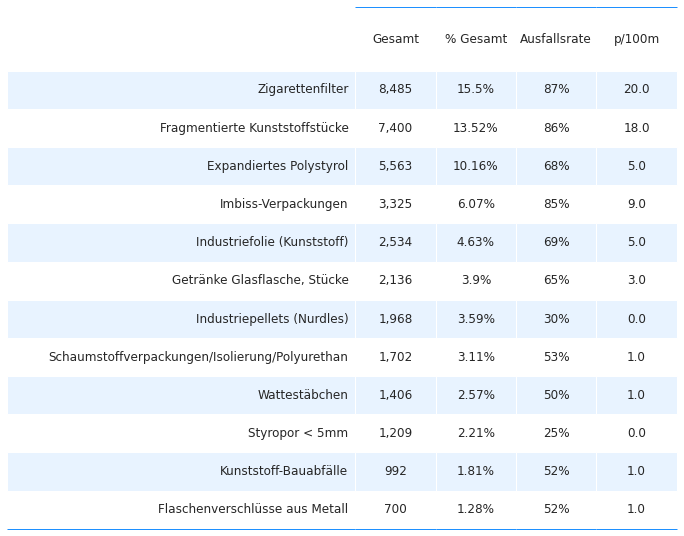 Gesamt % Gesamt Ausfallsrate p/100m
Zigarettenfilter 8,485 15.5% 87% 20.0
Fragmentierte Kunststoffstücke 7,400 13.52% 86% 18.0
Expandiertes Polystyrol 5,563 10.16% 68% 5.0
Imbiss-Verpackungen 3,325 6.07% 85% 9.0
Industriefolie (Kunststoff) 2,534 4.63% 69% 5.0
Getränke Glasflasche, Stücke 2,136 3.9% 65% 3.0
Industriepellets (Nurdles) 1,968 3.59% 30% 0.0
Schaumstoffverpackungen/Isolierung/Polyurethan 1,702 3.11% 53% 1.0
Wattestäbchen 1,406 2.57% 50% 1.0
Styropor < 5mm 1,209 2.21% 25% 0.0
Kunststoff-Bauabfälle 992 1.81% 52% 1.0
Flaschenverschlüsse aus Metall 700 1.28% 52% 1.0